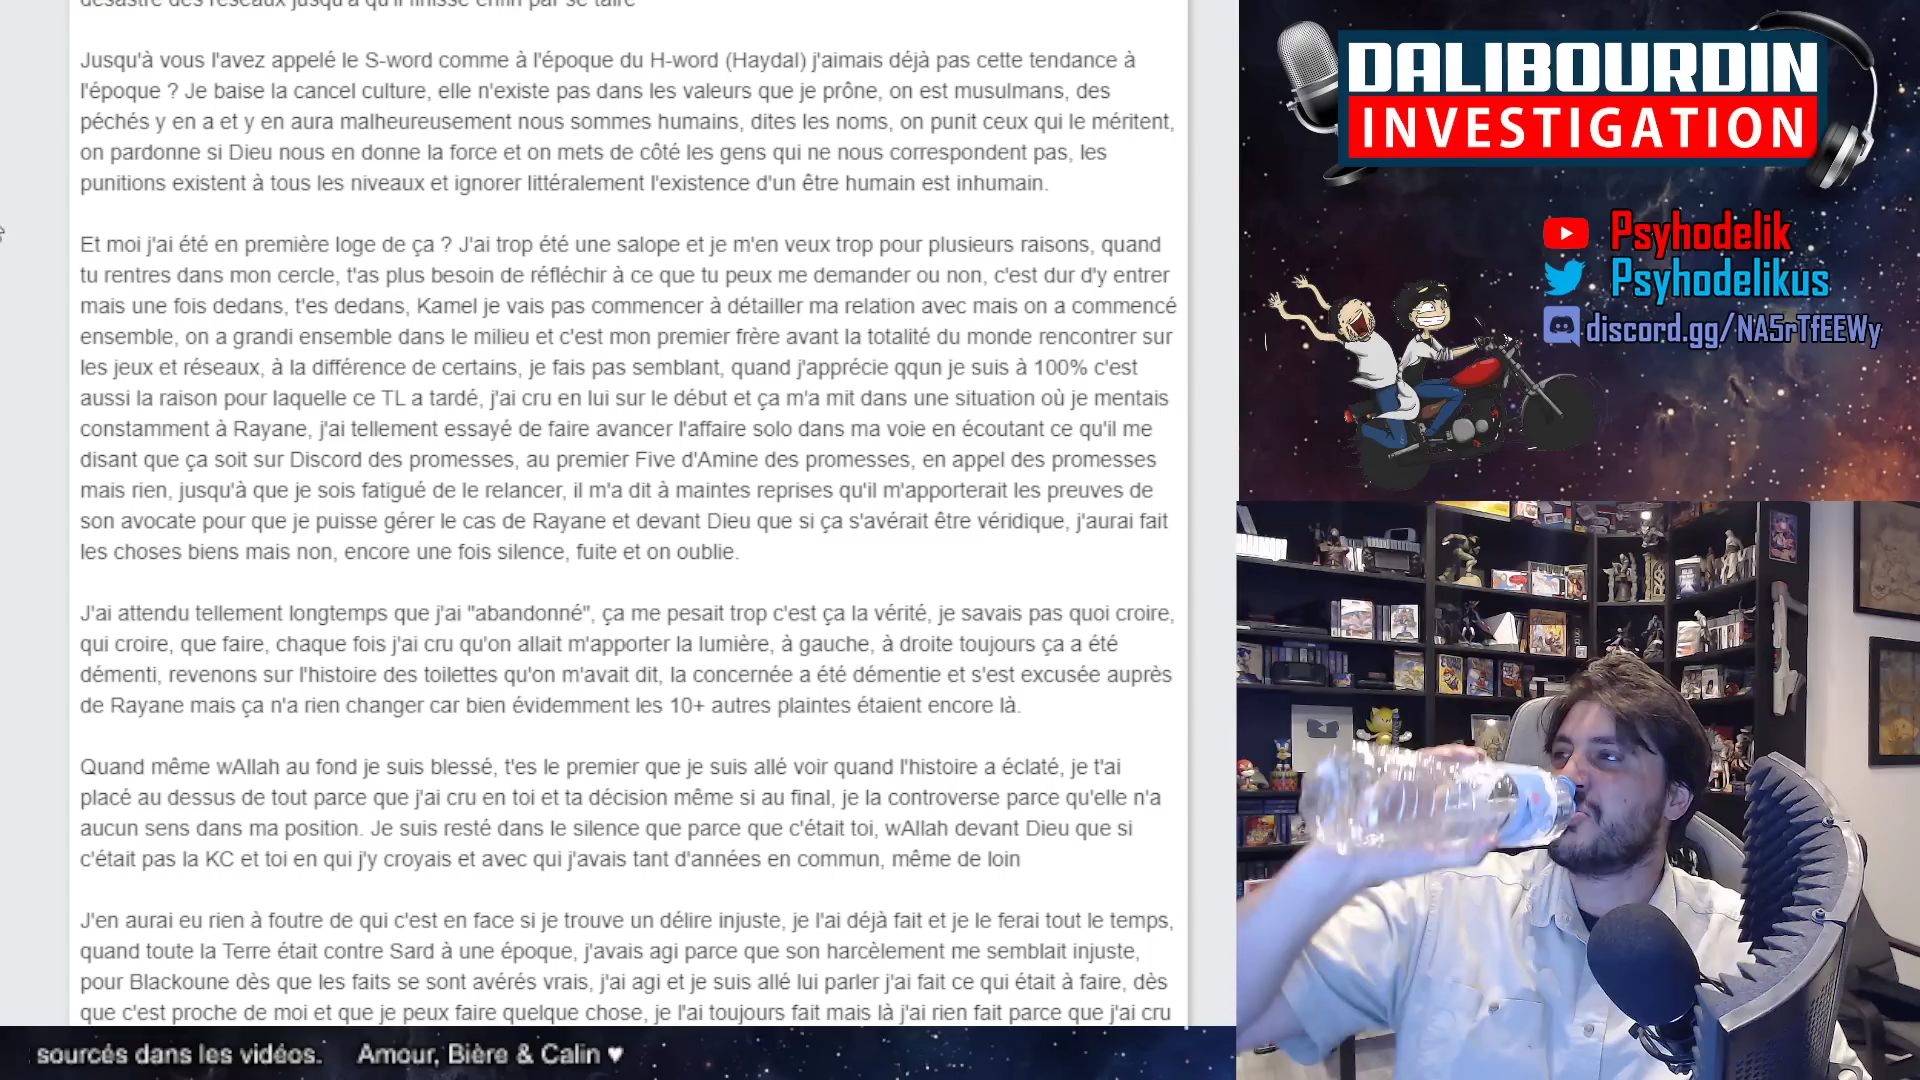 désastre des réseaux jusqu'à qu'il finisse enfin par se taire
Jusqu'à vous l'avez appelé le S-word comme à l'époque du H-word (Haydal) j'aimais déjà pas cette tendance à
l'époque ? Je baise la cancel culture, elle n'existe pas dans les valeurs que je prône, on est musulmans, des
péchés y en a et y en aura malheureusement nous sommes humains, dites les noms, on punit ceux qui le méritent,
on pardonne si Dieu nous en donne la force et on mets de côté les gens qui ne nous correspondent pas, les
punitions existent à tous les niveaux et ignorer littéralement l'existence d'un être humain est inhumain.
Et moi j'ai été en première loge de ça ? J'ai trop été une salope et je m'en veux trop pour plusieurs raisons, quand
tu rentres dans mon cercle, t'as plus besoin de réfléchir à ce que tu peux me demander ou non, c'est dur d'y entrer
mais une fois dedans, t'es dedans, Kamel je vais pas commencer à détailler ma relation avec mais on a commencé
ensemble, on a grandi ensemble dans le milieu et c'est mon premier frère avant la totalité du monde rencontrer sur
les jeux et réseaux, à la différence de certains, je fais pas semblant, quand j'apprécie qqun je suis à 100% c'est
aussi la raison pour laquelle ce TL a tardé, j'ai cru en lui sur le début et ça m'a mit dans une situation où je mentais
constamment à Rayane, j'ai tellement essayé de faire avancer l'affaire solo dans ma voie en écoutant ce qu'il me
disant que ça soit sur Discord des promesses, au premier Five d'Amine des promesses, en appel des promesses
mais rien, jusqu'à que je sois fatigué de le relancer, il m'a dit à maintes reprises qu'il m'apporterait les preuves de
son avocate pour que je puisse gérer le cas de Rayane et devant Dieu que si ça s'avérait être véridique, j'aurai fait
les choses biens mais non, encore une fois silence, fuite et on oublie.
J'ai attendu tellement longtemps que j'ai "abandonné", ça me pesait trop c'est ça la vérité, je savais pas quoi croire,
qui croire, que faire, chaque fois j'ai cru qu'on allait m'apporter la lumière, à gauche, à droite toujours ça a été
démenti, revenons sur l'histoire des toilettes qu'on m'avait dit, la concernée a été démentie et s'est excusée auprès
de Rayane mais ça n'a rien changer car bien évidemment les 10+ autres plaintes étaient encore là.
Quand même wAllah au fond je suis blessé, t'es le premier que je suis allé voir quand l'histoire a éclaté, je t'ai
placé au dessus de tout parce que j'ai cru en toi et ta décision même si au final, je la controverse parce qu'elle n'a
aucun sens dans ma position. Je suis resté dans le silence que parce que c'était toi, wAllah devant Dieu que si
c'était pas la KC et toi en qui j'y croyais et avec qui j'avais tant d'années en commun, même de loin
J'en aurai eu rien à foutre de qui c'est en face si je trouve un délire injuste, je l'ai déjà fait et je le ferai tout le temps,
quand toute la Terre était contre Sard à une époque, j'avais agi parce que son harcèlement me semblait injuste,
pour Blackoune dès que les faits se sont avérés vrais, j'ai agi et je suis allé lui parler j'ai fait ce qui était à faire, dès
que c'est proche de moi et que je peux faire quelque chose, je l'ai toujours fait mais là j'ai rien fait parce que j'ai cru
sourcés dans les vidéos. Amour, Bière & Calin ♥
DALIBOURDIN
INVESTIGATION
Psyhodelik
Psyhodelikus
discord.gg/NA5rTfEEWy